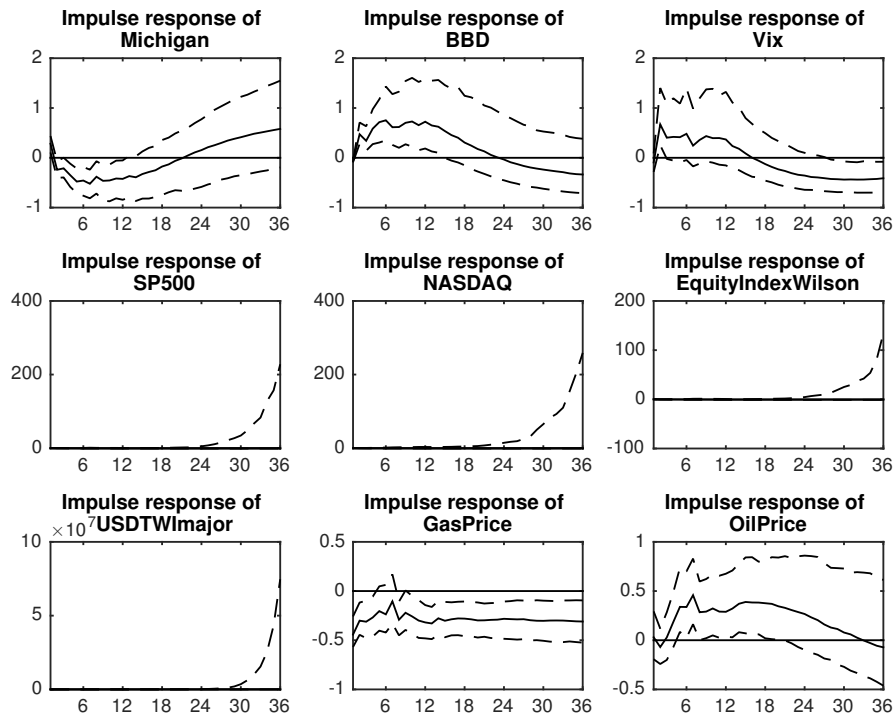 Impulse response of
Michigan
2
1
0
-1
6 12 18 24 30 36
Impulse response of
BBD
2
1
0
-1
6 12 18 24 30 36
Impulse response of
Vix
2
1
0
-1
6 12 18 24 30 36
Impulse response of
SP500
400
200
0
6 12 18 24 30 36
Impulse response of
NASDAQ
400
200
0
6 12 18 24 30 36
Impulse response of
EquityIndexWilson
200
100
0
-100
6 12 18 24 30 36
Impulse response of
×10⁷USDTWImajor
10
5
0
6 12 18 24 30 36
Impulse response of
GasPrice
0.5
0
-0.5
-1
6 12 18 24 30 36
Impulse response of
OilPrice
1
0.5
0
-0.5
6 12 18 24 30 36